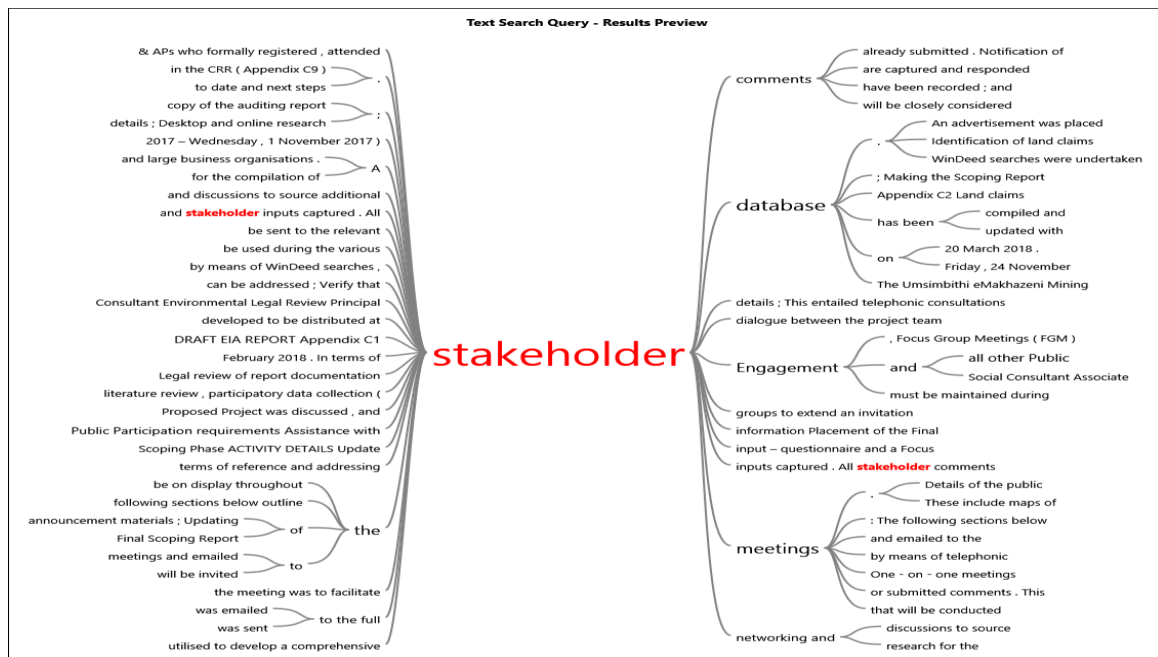 Text Search Query - Results Preview
& APs who formally registered , attended
in the CRR ( Appendix C9 )
to date and next steps
.
copy of the auditing report
details ; Desktop and online research
;
2017 – Wednesday , 1 November 2017 )
and large business organisations .
for the compilation of
A
and discussions to source additional
and stakeholder inputs captured . All
be sent to the relevant
be used during the various
by means of WinDeed searches ,
can be addressed ; Verify that
Consultant Environmental Legal Review Principal
developed to be distributed at
DRAFT EIA REPORT Appendix C1
February 2018 . In terms of
Legal review of report documentation
literature review , participatory data collection (
Proposed Project was discussed , and
Public Participation requirements Assistance with
Scoping Phase ACTIVITY DETAILS Update
terms of reference and addressing
be on display throughout
following sections below outline
announcement materials ; Updating
Final Scoping Report
of
meetings and emailed
will be invited
to
the
the meeting was to facilitate
was emailed
was sent
to the full
utilised to develop a comprehensive
stakeholder
comments
already submitted . Notification of
are captured and responded
have been recorded ; and
will be closely considered
database
.
An advertisement was placed
Identification of land claims
WinDeed searches were undertaken
; Making the Scoping Report
Appendix C2 Land claims
has been
compiled and
updated with
on
20 March 2018 .
Friday , 24 November
The Umsimbithi eMakhazeni Mining
details ; This entailed telephonic consultations
dialogue between the project team
Engagement
, Focus Group Meetings ( FGM )
and
all other Public
Social Consultant Associate
must be maintained during
groups to extend an invitation
information Placement of the Final
input – questionnaire and a Focus
inputs captured . All stakeholder comments
meetings
.
Details of the public
These include maps of
: The following sections below
and emailed to the
by means of telephonic
One - on - one meetings
or submitted comments . This
that will be conducted
networking and
discussions to source
research for the